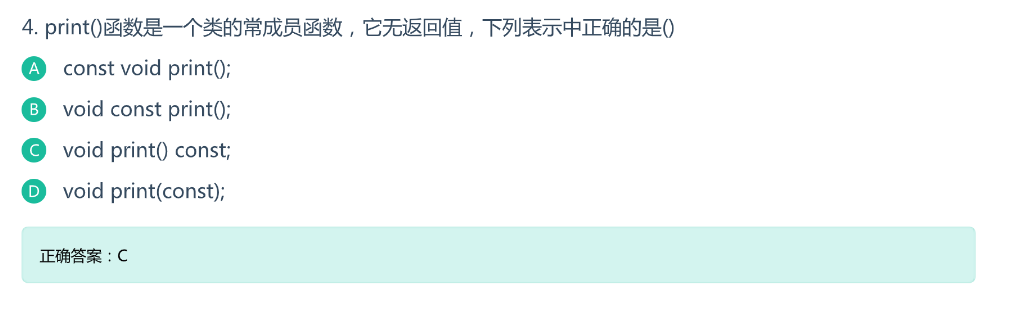 4. print()函数是一个类的常成员函数，它无返回值，下列表示中正确的是()
A const void print();
B void const print();
C void print() const;
D void print(const);
正确答案：C